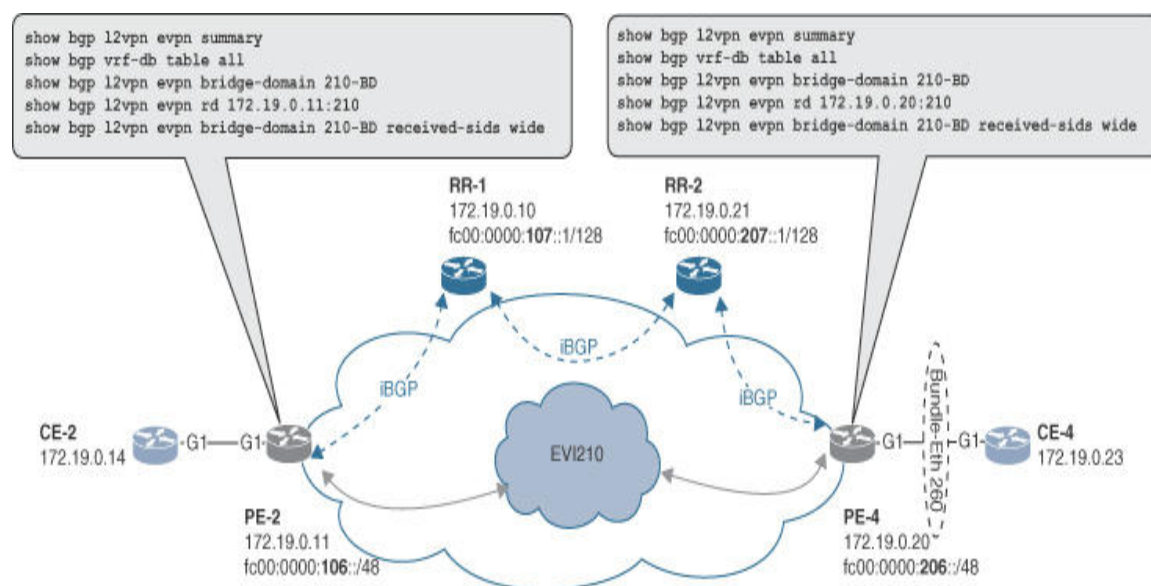 show bgp l2vpn evpn summary
show bgp vrf-db table all
show bgp l2vpn evpn bridge-domain 210-BD
show bgp l2vpn evpn rd 172.19.0.11:210
show bgp l2vpn evpn bridge-domain 210-BD received-sids wide
show bgp l2vpn evpn summary
show bgp vrf-db table all
show bgp l2vpn evpn bridge-domain 210-BD
show bgp l2vpn evpn rd 172.19.0.20:210
show bgp l2vpn evpn bridge-domain 210-BD received-sids wide
RR-1
172.19.0.10
fc00:0000:107::1/128
RR-2
172.19.0.21
fc00:0000:207::1/128
iBGP
iBGP
iBGP
CE-2
172.19.0.14
G1
G1
EVI210
G1
Bundle-Eth 260
G1
CE-4
172.19.0.23
PE-2
172.19.0.11
fc00:0000:106::/48
PE-4
172.19.0.20
fc00:0000:206::/48